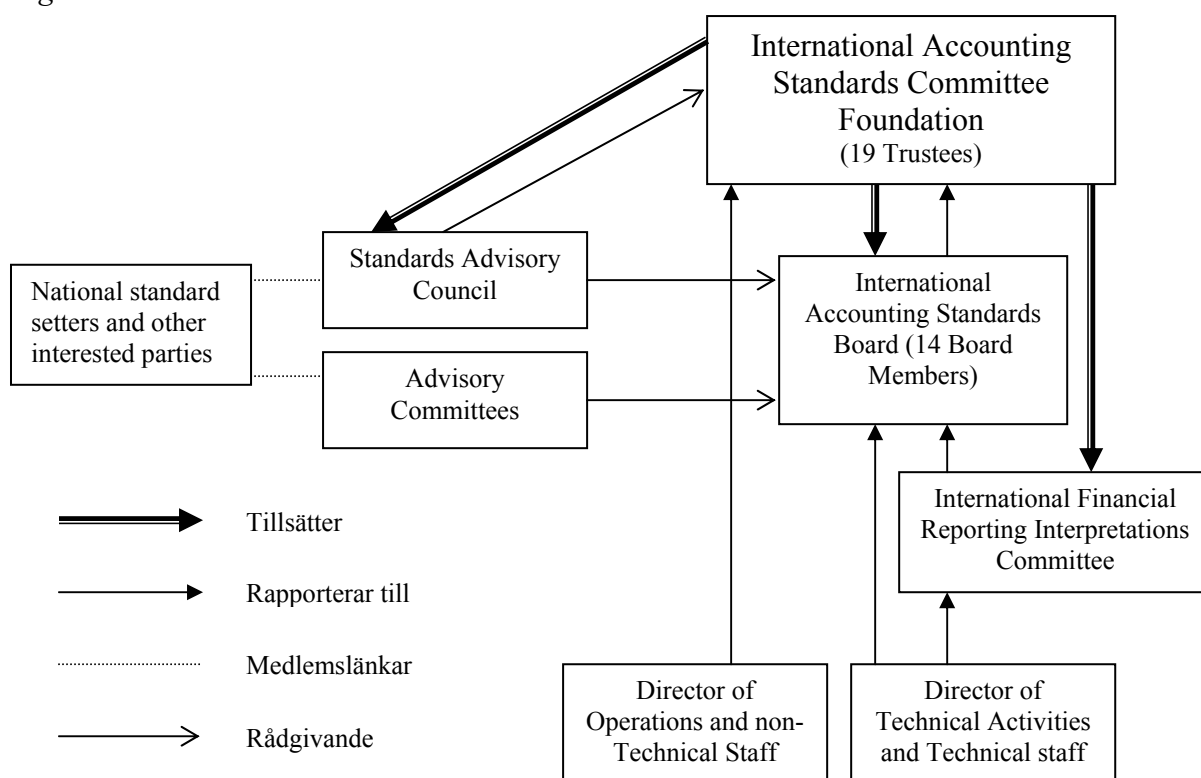 International Accounting
Standards Committee
Foundation
(19 Trustees)
Standards Advisory
Council
National standard
setters and other
interested parties
International
Accounting Standards
Board (14 Board
Members)
Advisory
Committees
International Financial
Reporting Interpretations
Committee
Tillsätter
Rapporterar till
Medlemslänkar
Rådgivande
Director of
Operations and non-
Technical Staff
Director of
Technical Activities
and Technical staff